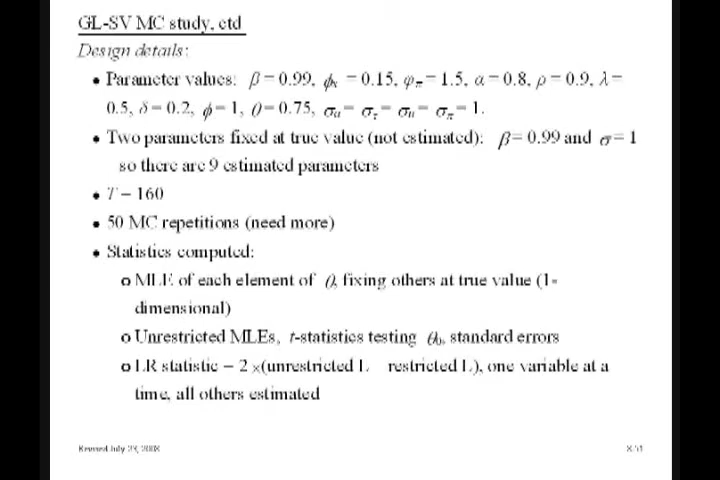 GL-SV MC study, ctd
Design details:
• Parameter values: β = 0.99, ϕx = 0.15, φπ = 1.5, α = 0.8, ρ = 0.9, λ =
0.5, δ = 0.2, ϕ = 1, θ = 0.75, σa = στ = σu = σπ = 1.
• Two parameters fixed at true value (not estimated): β = 0.99 and σ = 1
so there are 9 estimated parameters
• T – 160
• 50 MC repetitions (need more)
• Statistics computed:
o MLE of each element of θ, fixing others at true value (1-
dimensional)
o Unrestricted MLEs, t-statistics testing θ0, standard errors
o LR statistic – 2 ×(unrestricted L restricted L), one variable at a
time, all others estimated
Revised July 23, 2008